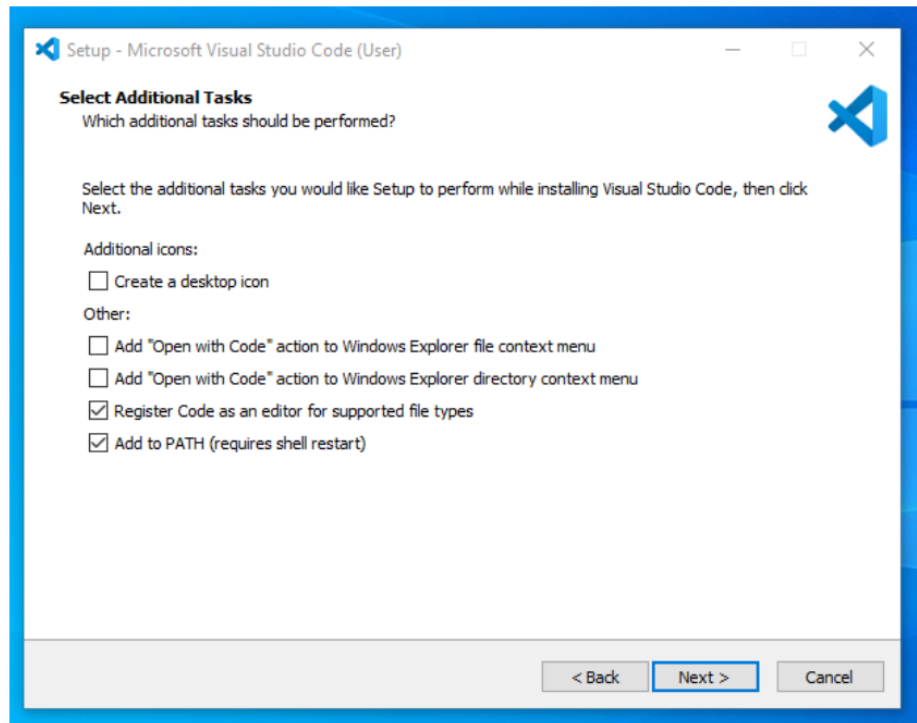 Setup - Microsoft Visual Studio Code (User)
Select Additional Tasks
Which additional tasks should be performed?
Select the additional tasks you would like Setup to perform while installing Visual Studio Code, then click
Next.
Additional icons:
Create a desktop icon
Other:
Add "Open with Code" action to Windows Explorer file context menu
Add "Open with Code" action to Windows Explorer directory context menu
Register Code as an editor for supported file types
Add to PATH (requires shell restart)
< Back Next > Cancel